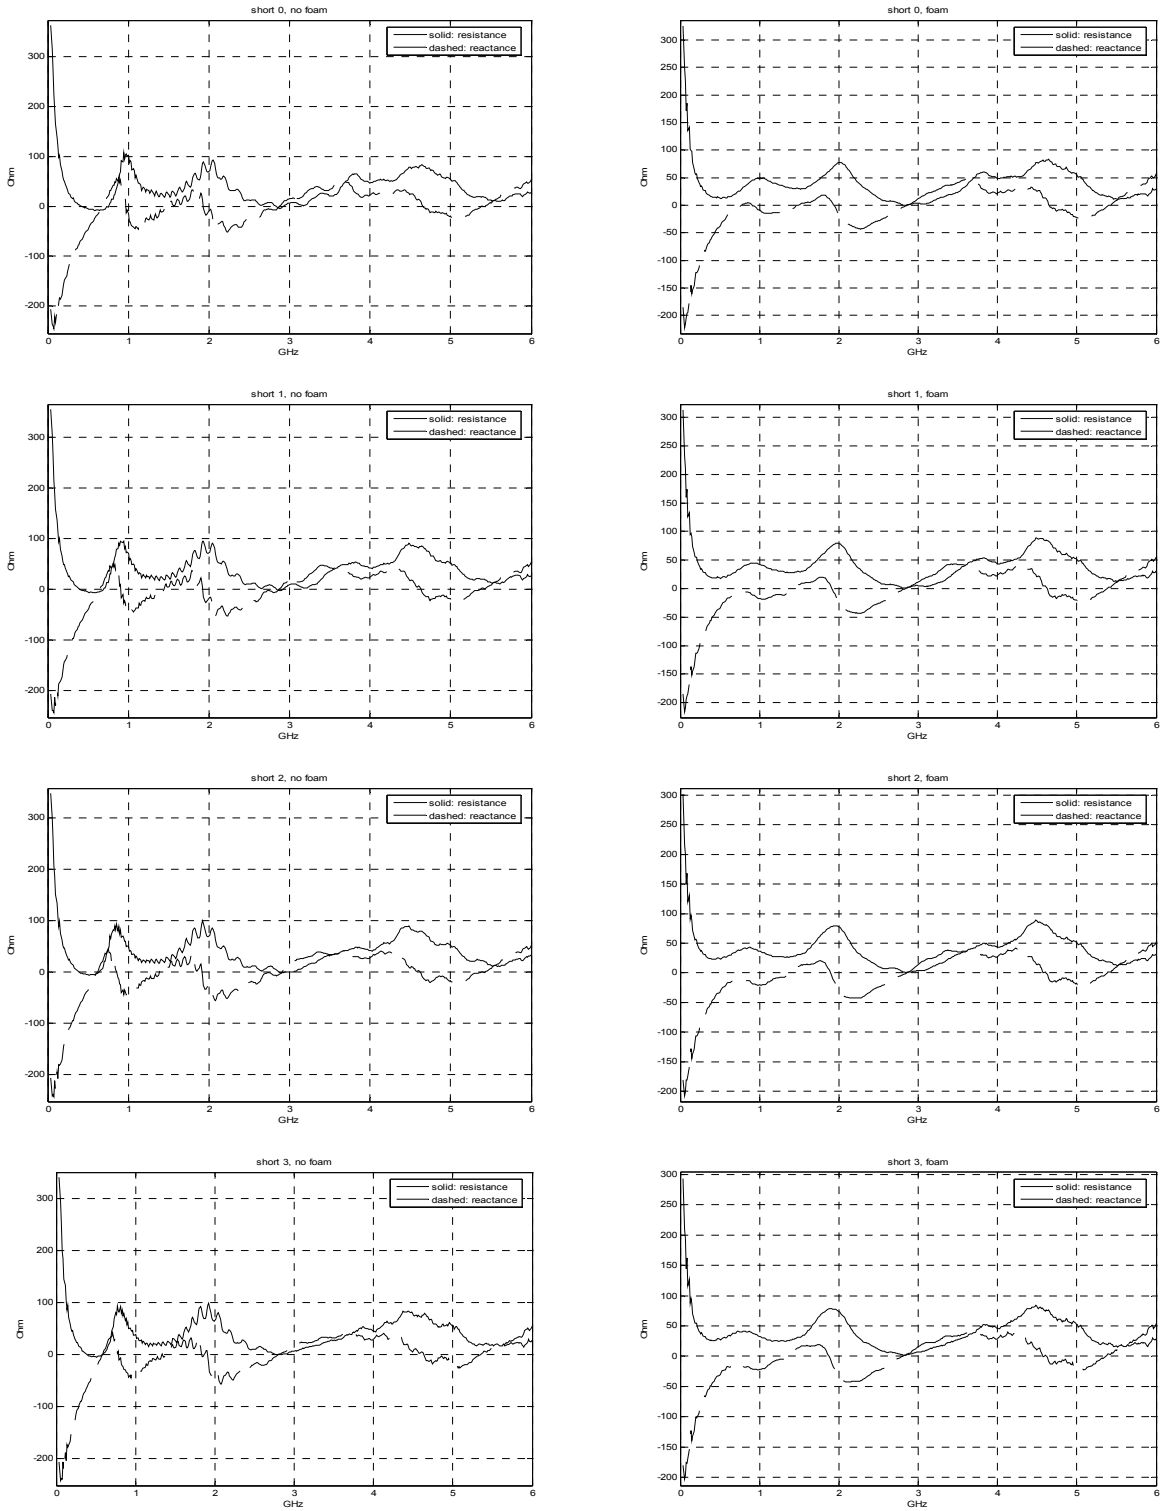 short 0, no foam
solid: resistance
dashed: reactance
300
200
100
0
-100
-200
Ohm
0 1 2 3 4 5 6
GHz
short 0, foam
solid: resistance
dashed: reactance
300
250
200
150
100
50
0
-50
-100
-150
-200
Ohm
0 1 2 3 4 5 6
GHz
short 1, no foam
solid: resistance
dashed: reactance
300
200
100
0
-100
-200
Ohm
0 1 2 3 4 5 6
GHz
short 1, foam
solid: resistance
dashed: reactance
300
250
200
150
100
50
0
-50
-100
-150
-200
Ohm
0 1 2 3 4 5 6
GHz
short 2, no foam
solid: resistance
dashed: reactance
300
200
100
0
-100
-200
Ohm
0 1 2 3 4 5 6
GHz
short 2, foam
solid: resistance
dashed: reactance
300
250
200
150
100
50
0
-50
-100
-150
-200
Ohm
0 1 2 3 4 5 6
GHz
short 3, no foam
solid: resistance
dashed: reactance
300
200
100
0
-100
-200
Ohm
0 1 2 3 4 5 6
GHz
short 3, foam
solid: resistance
dashed: reactance
300
250
200
150
100
50
0
-50
-100
-150
-200
Ohm
0 1 2 3 4 5 6
GHz